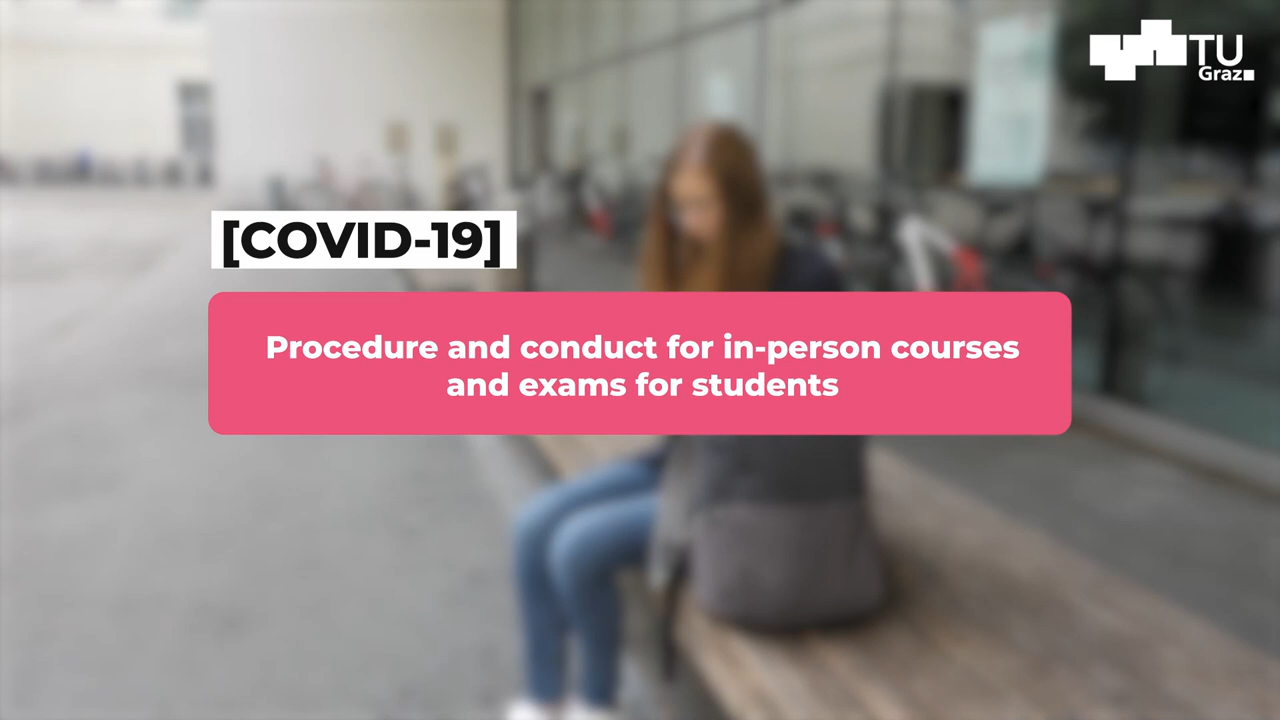 TU
Graz
[COVID-19]
Procedure and conduct for in-person courses
and exams for students